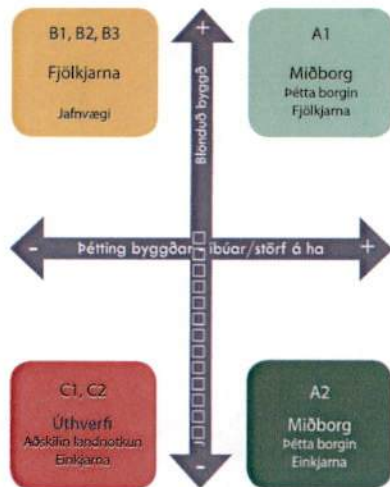 B1, B2, B3
Fjölkjarna
Jafnvægi
A1
Miðborg
Þétta borgin
Fjölkjarna
+
Blönduð byggð
-
Þétting byggðar, íbúar/störf á ha
+
C1, C2
Úthverfi
Aðskilin landnotkun
Einkjarna
A2
Miðborg
Þétta borgin
Einkjarna
-